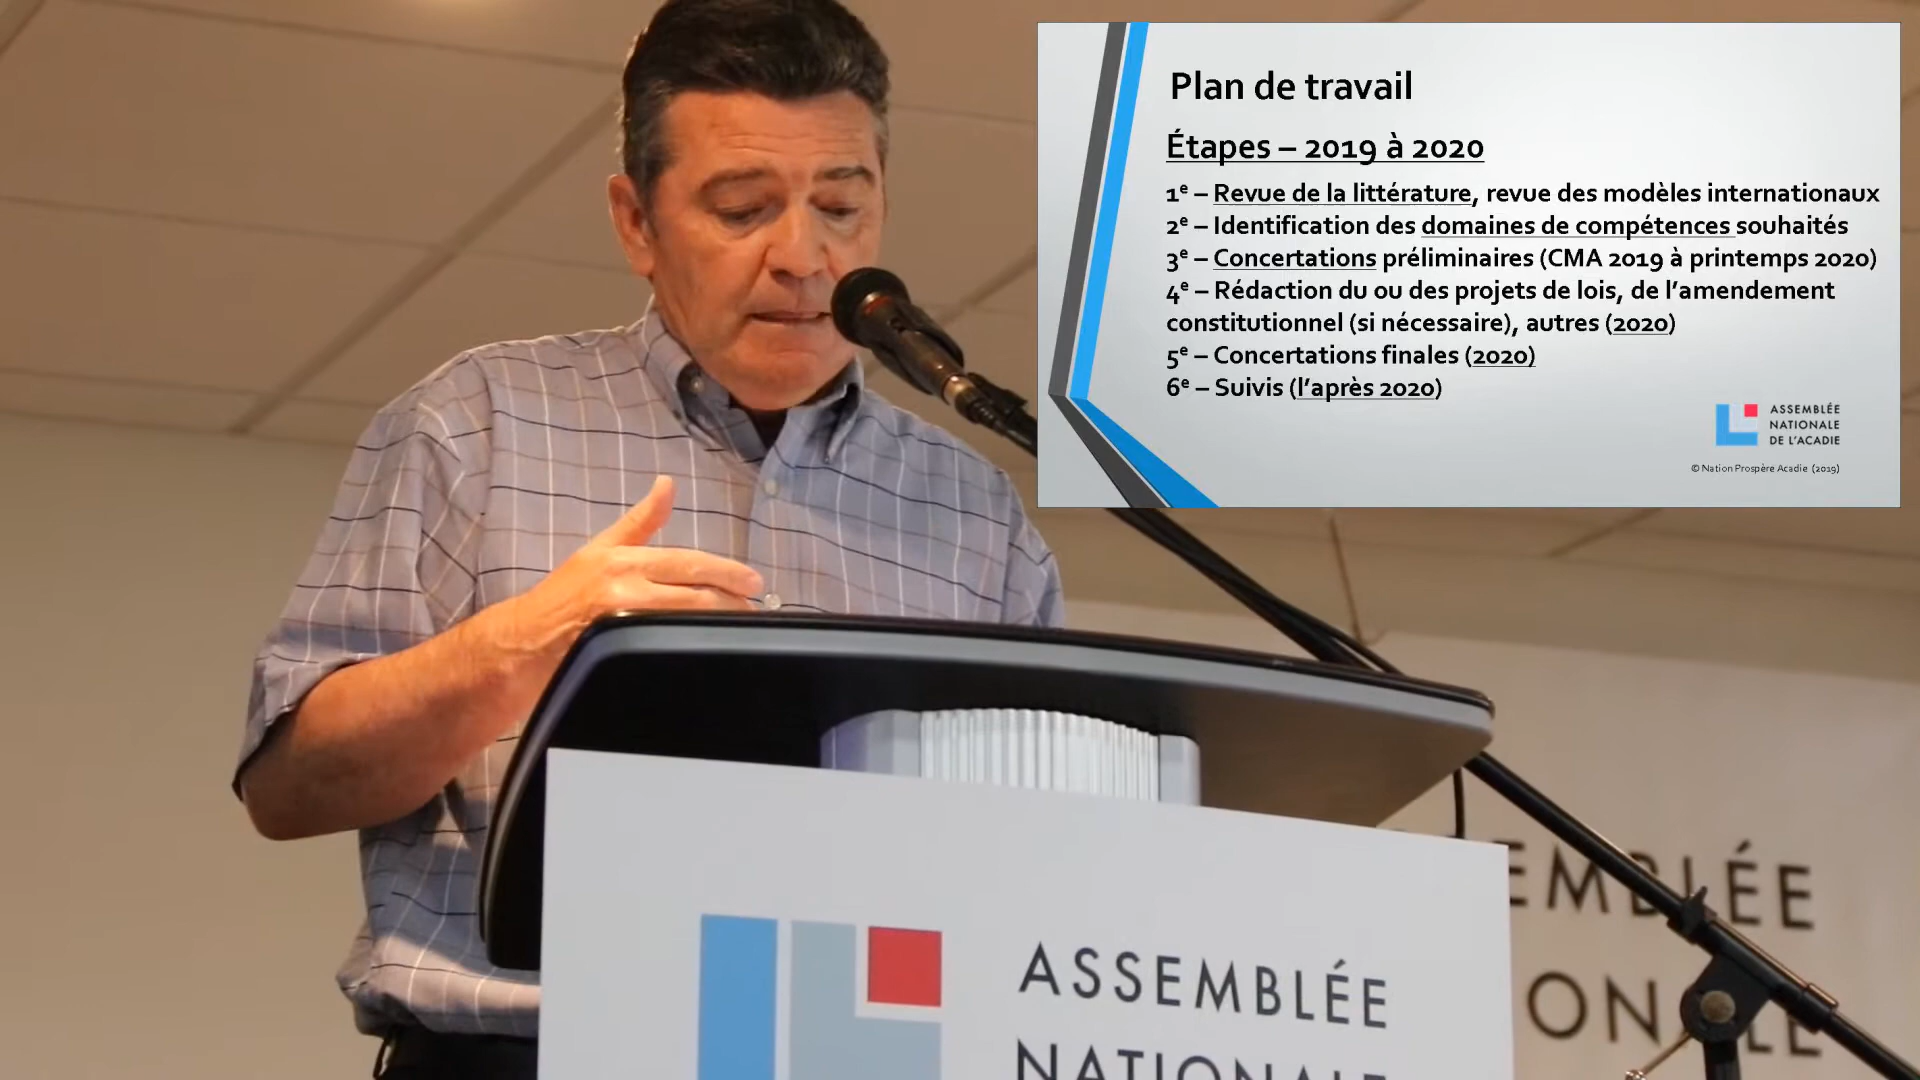 Plan de travail
Étapes – 2019 à 2020
1e – Revue de la littérature, revue des modèles internationaux
2e – Identification des domaines de compétences souhaités
3e – Concertations préliminaires (CMA 2019 à printemps 2020)
4e – Rédaction du ou des projets de lois, de l’amendement
constitutionnel (si nécessaire), autres (2020)
5e – Concertations finales (2020)
6e – Suivis (l’après 2020)
ASSEMBLÉE
NATIONALE
DE L’ACADIE
© Nation Prospère Acadie (2019)
ASSEMBLÉE
NATIONALE